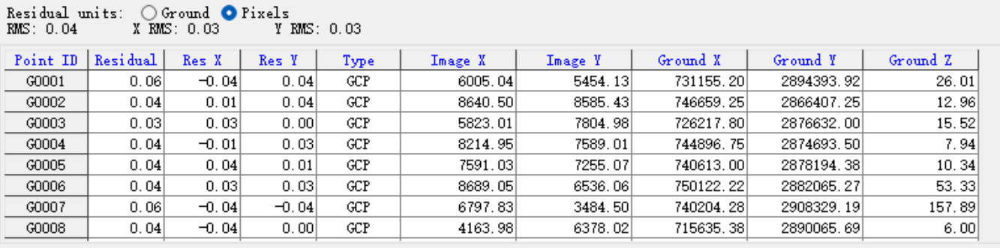 Residual units: Ground Pixels
RMS: 0.04 X RMS: 0.03 Y RMS: 0.03
Point ID Residual Res X Res Y Type Image X Image Y Ground X Ground Y Ground Z
G0001 0.06 -0.04 0.04 GCP 6005.04 5454.13 731155.20 2894393.92 26.01
G0002 0.04 0.01 0.04 GCP 8640.50 8585.43 746659.25 2866407.25 12.96
G0003 0.03 0.03 0.00 GCP 5823.01 7804.98 726217.80 2876632.00 15.52
G0004 0.04 -0.01 0.03 GCP 8214.95 7589.01 744896.75 2874693.50 7.94
G0005 0.04 0.04 0.01 GCP 7591.03 7255.07 740613.00 2878194.38 10.34
G0006 0.04 0.03 0.03 GCP 8689.05 6536.06 750122.22 2882065.27 53.33
G0007 0.06 -0.04 -0.04 GCP 6797.83 3484.50 740204.28 2908329.19 157.89
G0008 0.04 -0.04 0.00 GCP 4163.98 6378.02 715635.38 2890065.69 6.00